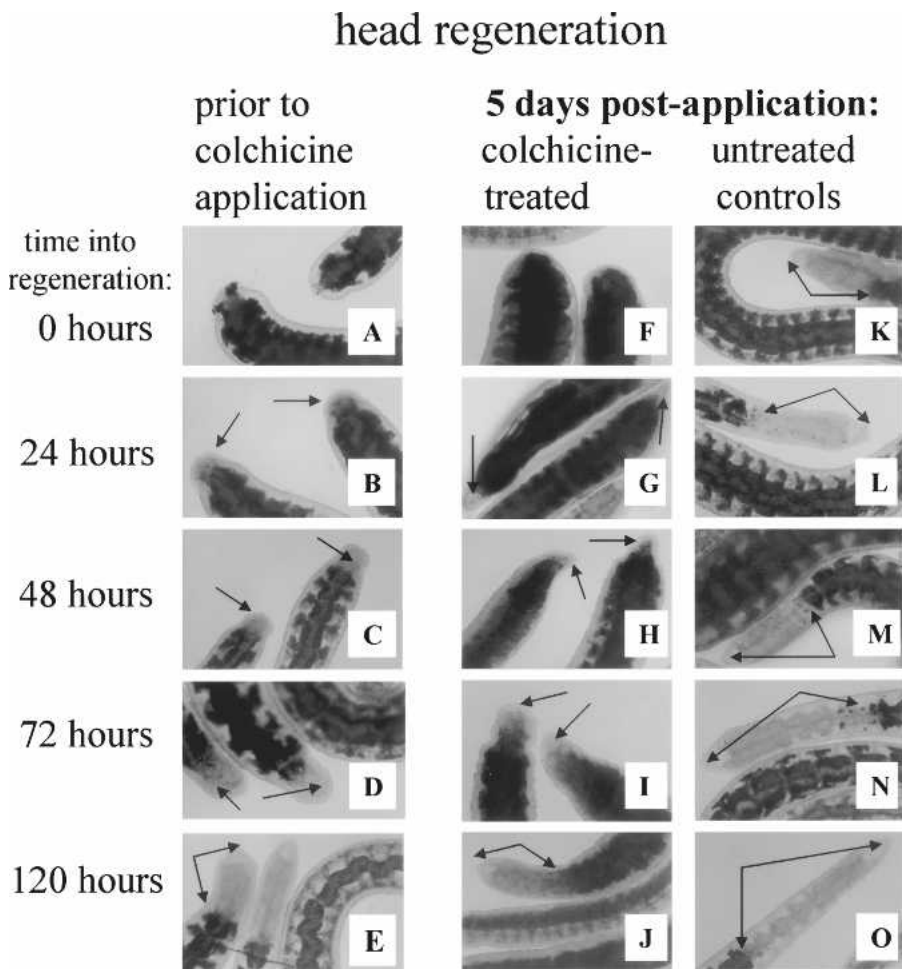 head regeneration
prior to
colchicine
application
5 days post-application:
colchicine-
treated
untreated
controls
time into
regeneration:
0 hours
A
F
K
24 hours
B
G
L
48 hours
C
H
M
72 hours
D
I
N
120 hours
E
J
O